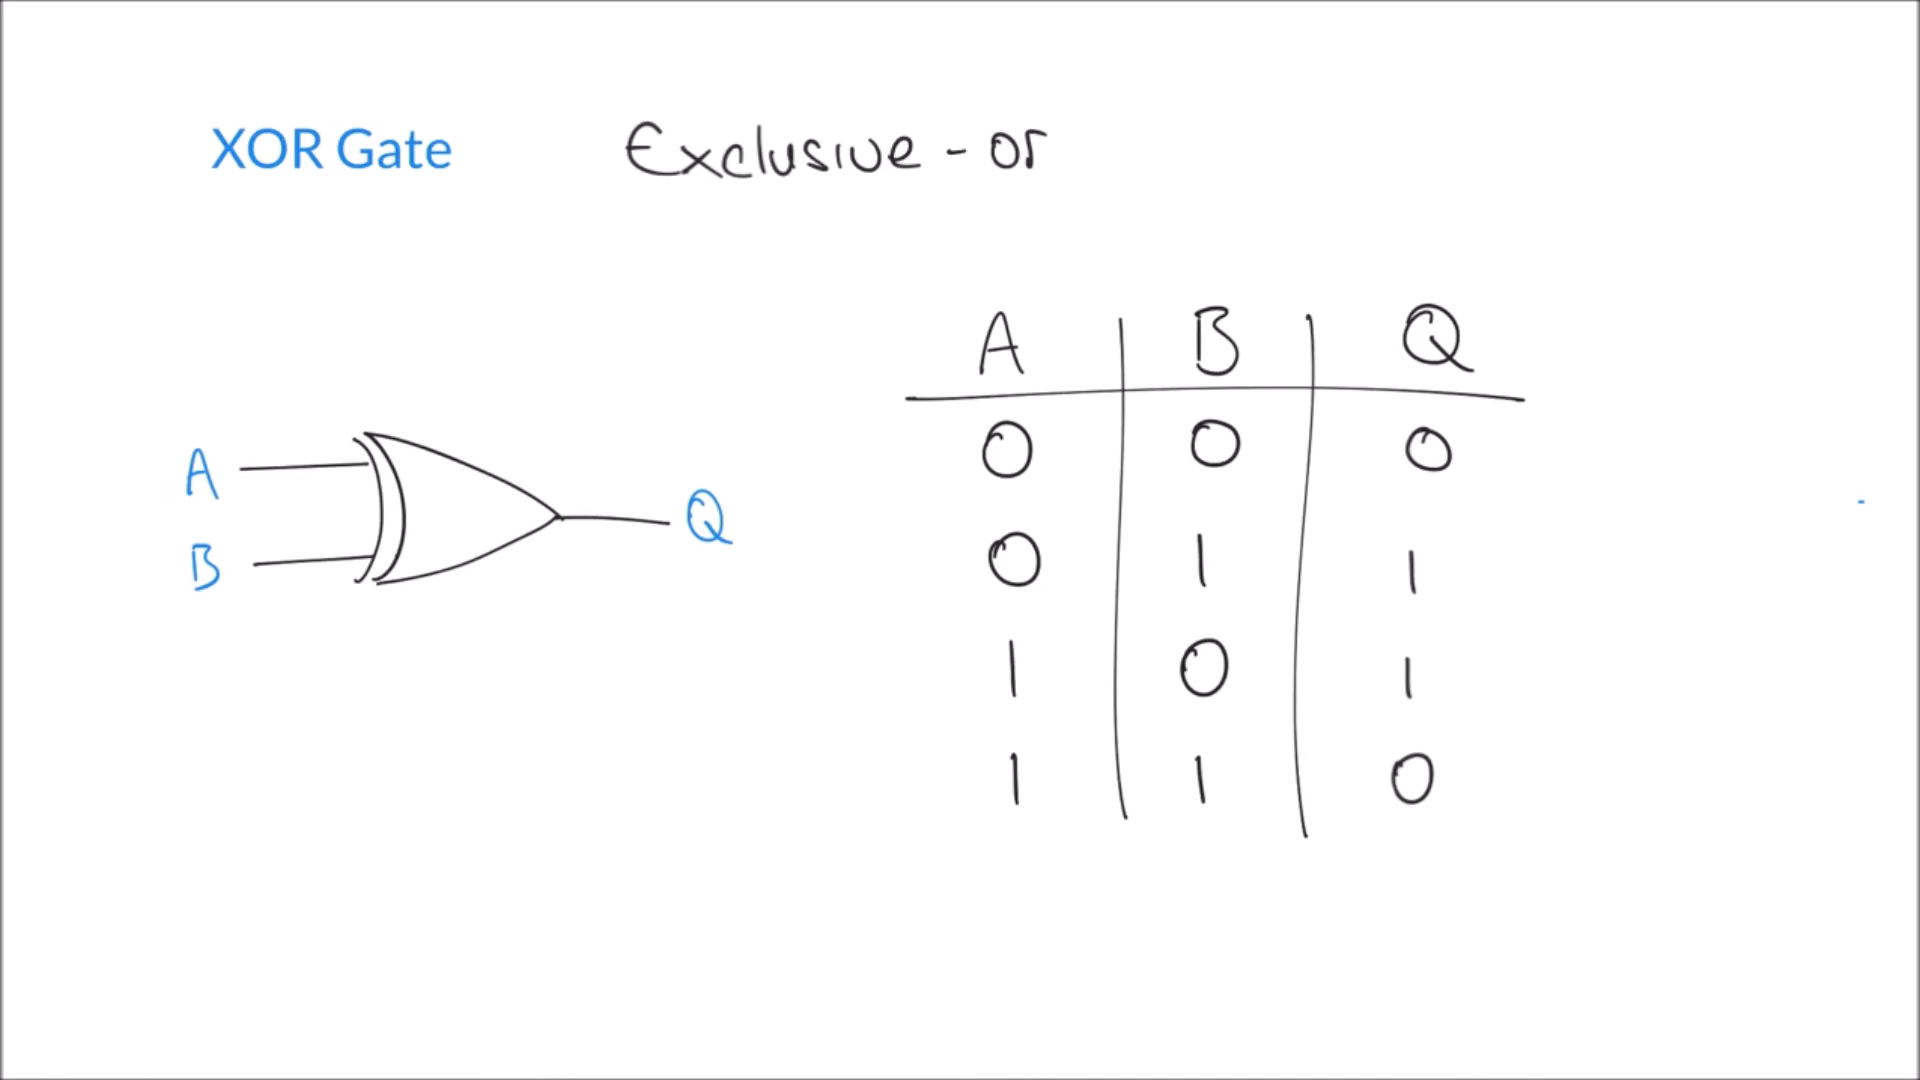 XOR Gate Exclusive - or
A B Q
0 0 0
A
Q
0 1 1
B
1 0 1
1 1 0